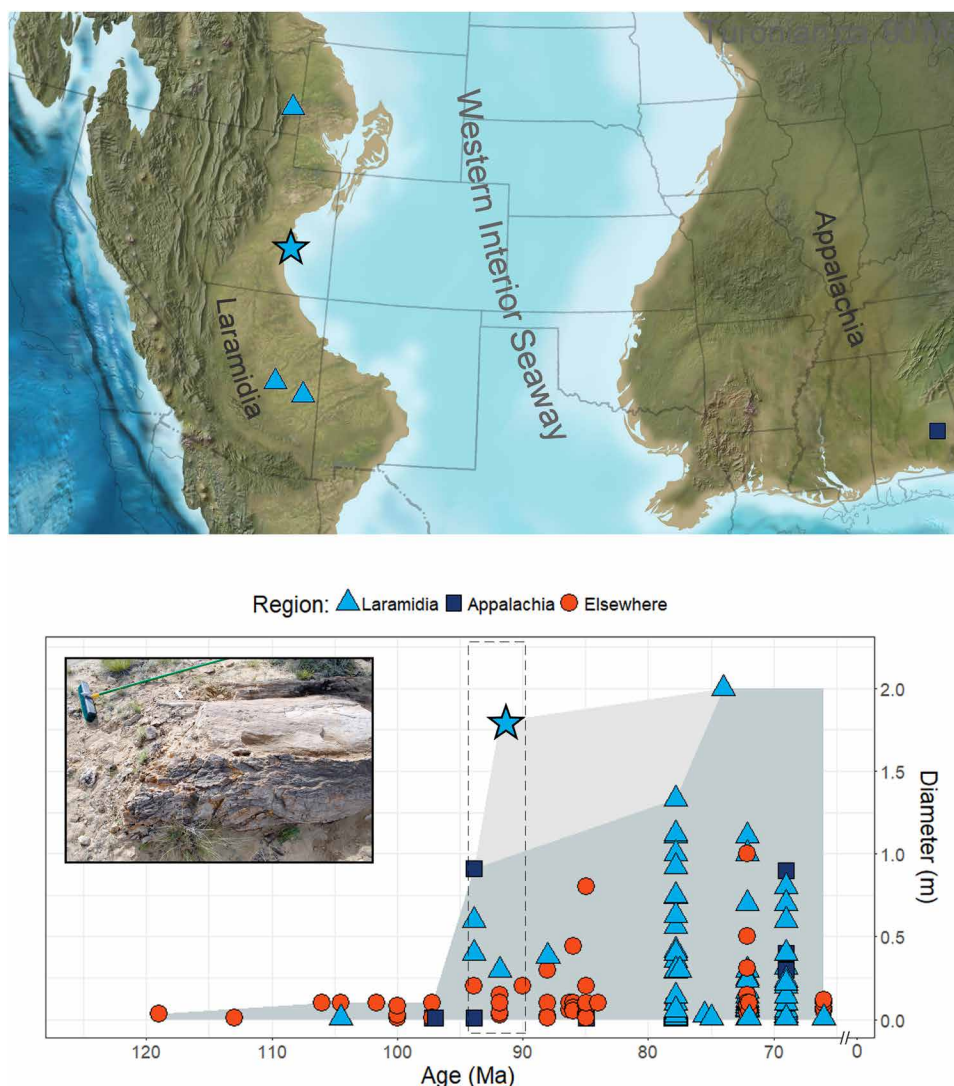 Western Interior Seaway
Laramidia
Appalachia
Region: Laramidia Appalachia Elsewhere
2.0
1.5
1.0
0.5
0.0
Diameter (m)
120 110 100 90 80 70 0
Age (Ma)